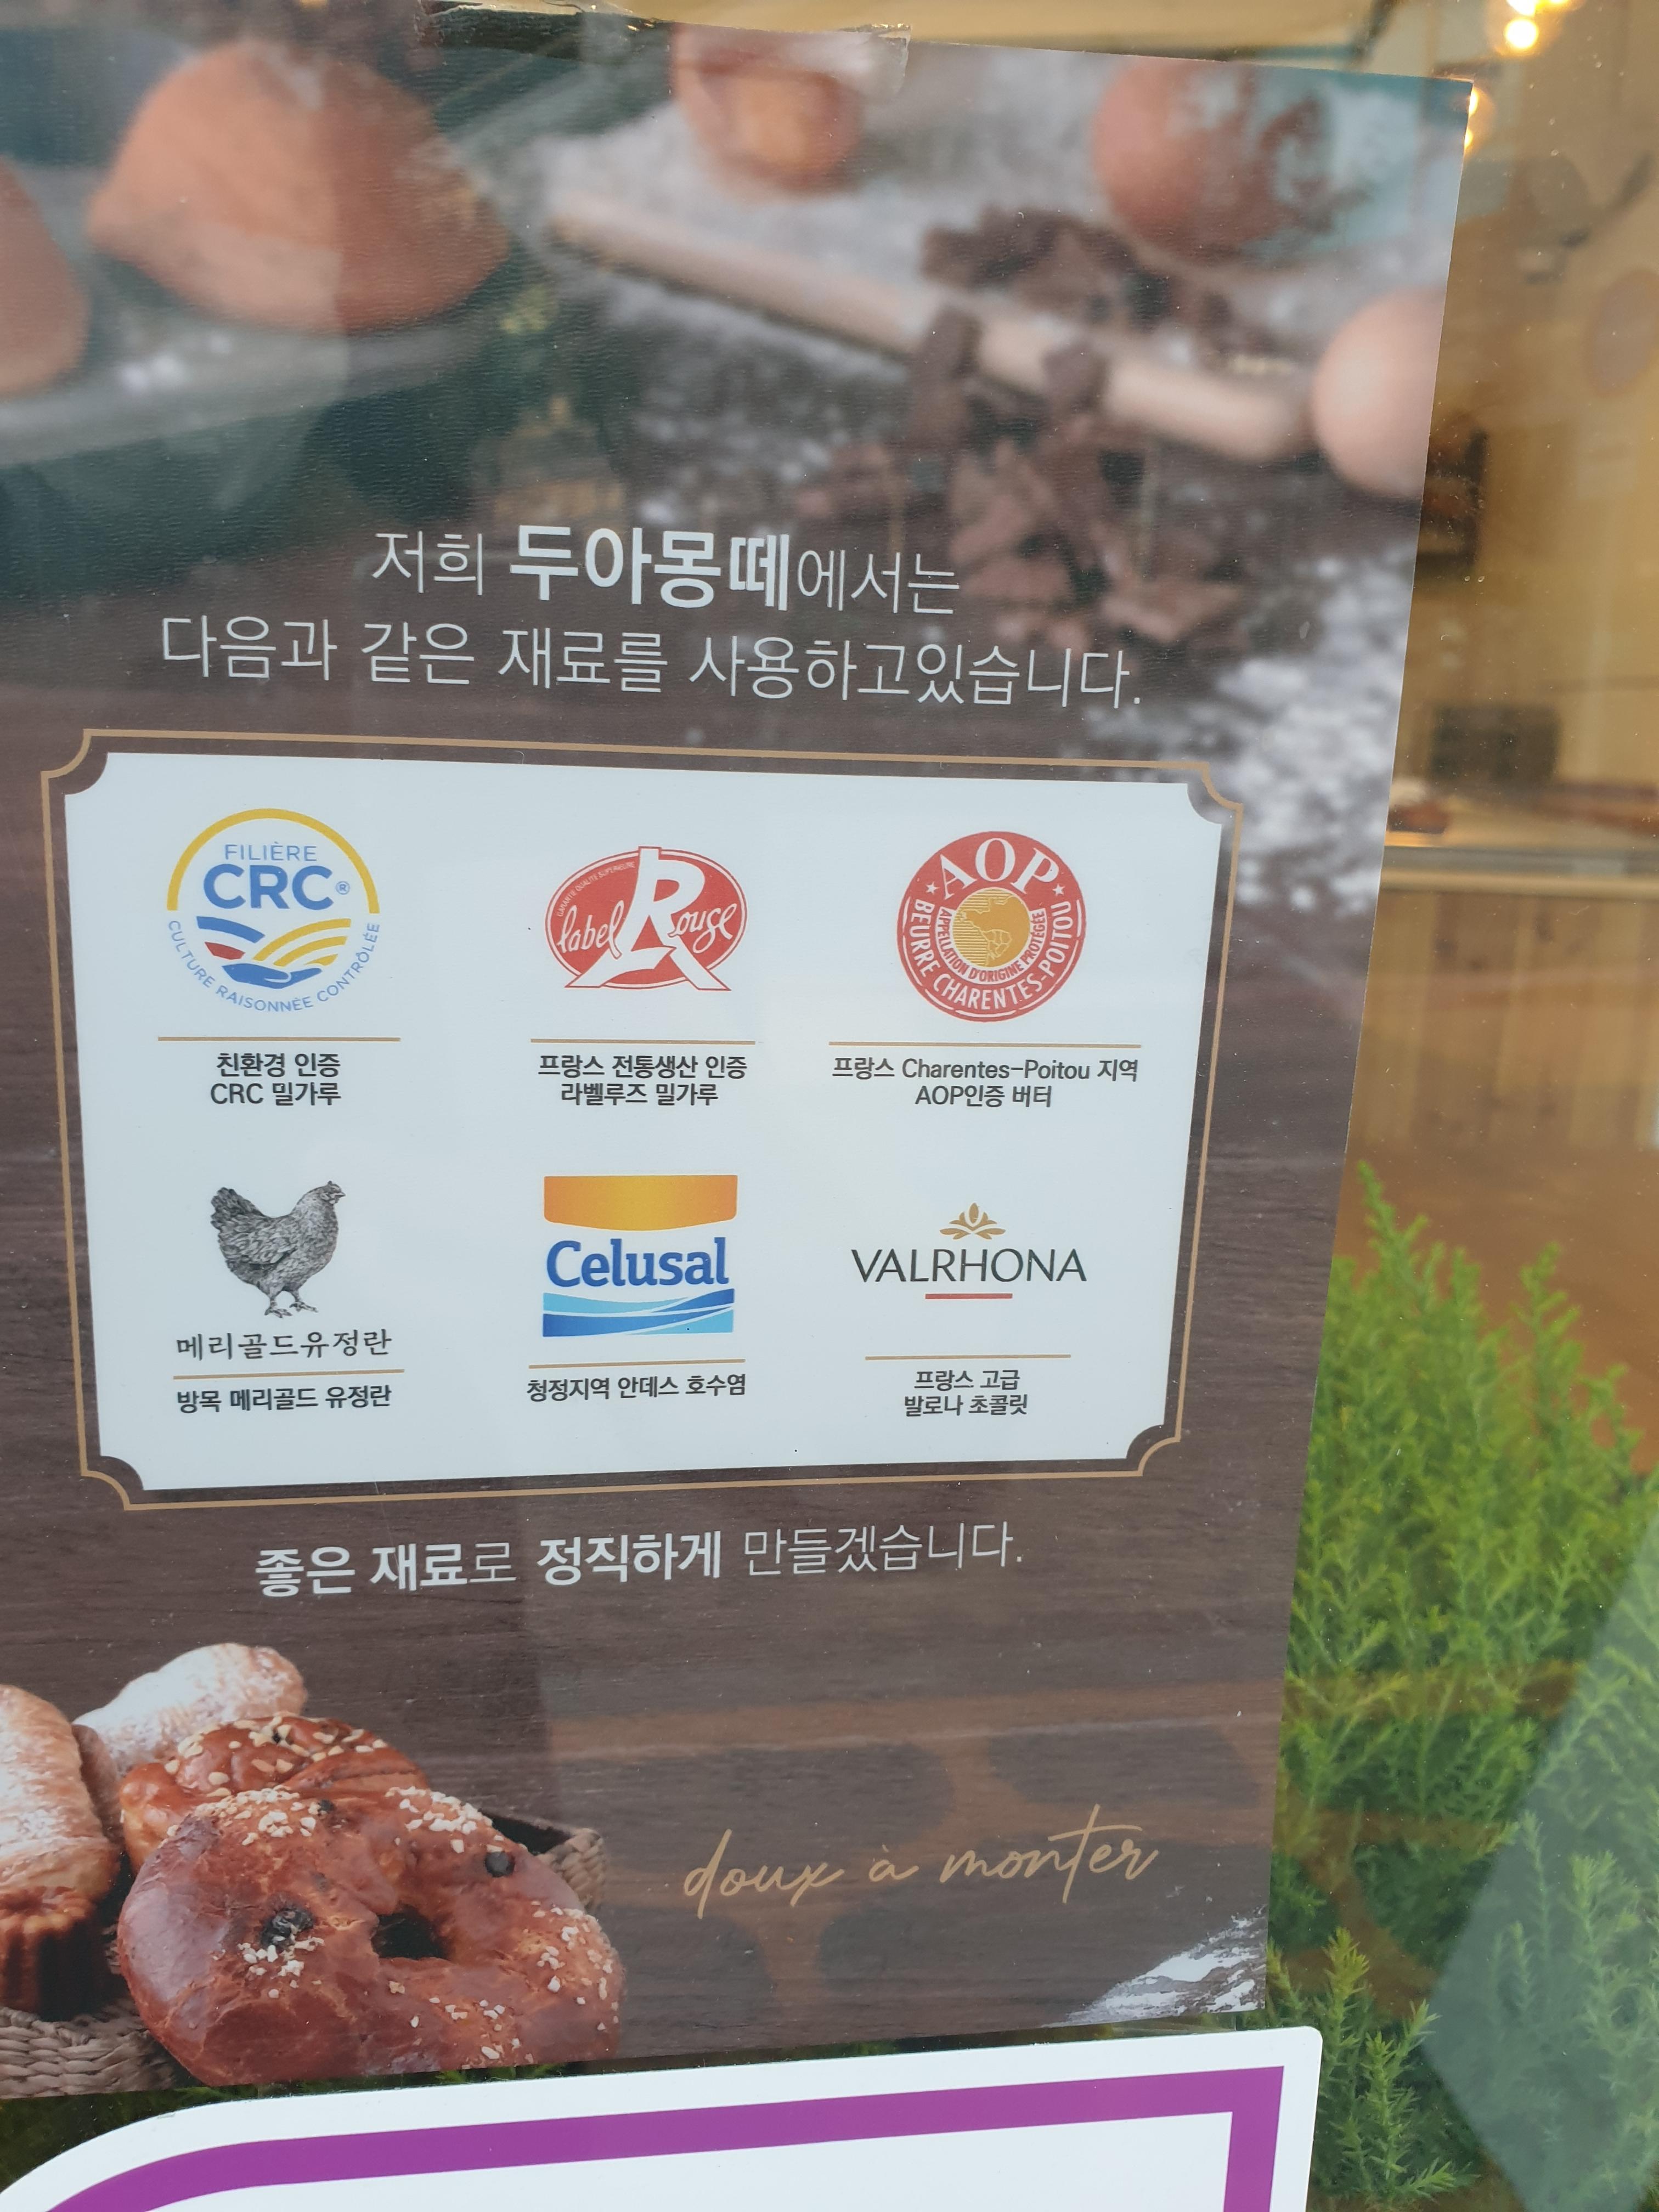 저희 두아몽떼에서는
다음과 같은 재료를 사용하고있습니다.
FILIÈRE
CRC®
CULTURE RAISONNÉE CONTRÔLÉE
친환경 인증
CRC 밀가루
label Rouge
프랑스 전통생산 인증
라벨루즈 밀가루
AOP
APPELLATION D'ORIGINE PROTÉGÉE
BEURRE CHARENTES-POITOU
프랑스 Charentes-Poitou 지역
AOP인증 버터
메리골드유정란
방목 메리골드 유정란
Celusal
청정지역 안데스 호수염
VALRHONA
프랑스 고급
발로나 초콜릿
좋은 재료로 정직하게 만들겠습니다.
doux à monter